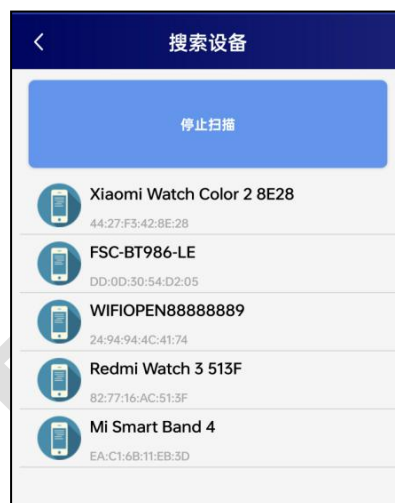 搜索设备
停止扫描
Xiaomi Watch Color 2 8E28
44:27:F3:42:8E:28
FSC-BT986-LE
DD:0D:30:54:D2:05
WIFIOPEN88888889
24:94:94:4C:41:74
Redmi Watch 3 513F
82:77:16:AC:51:3F
Mi Smart Band 4
EA:C1:6B:11:EB:3D